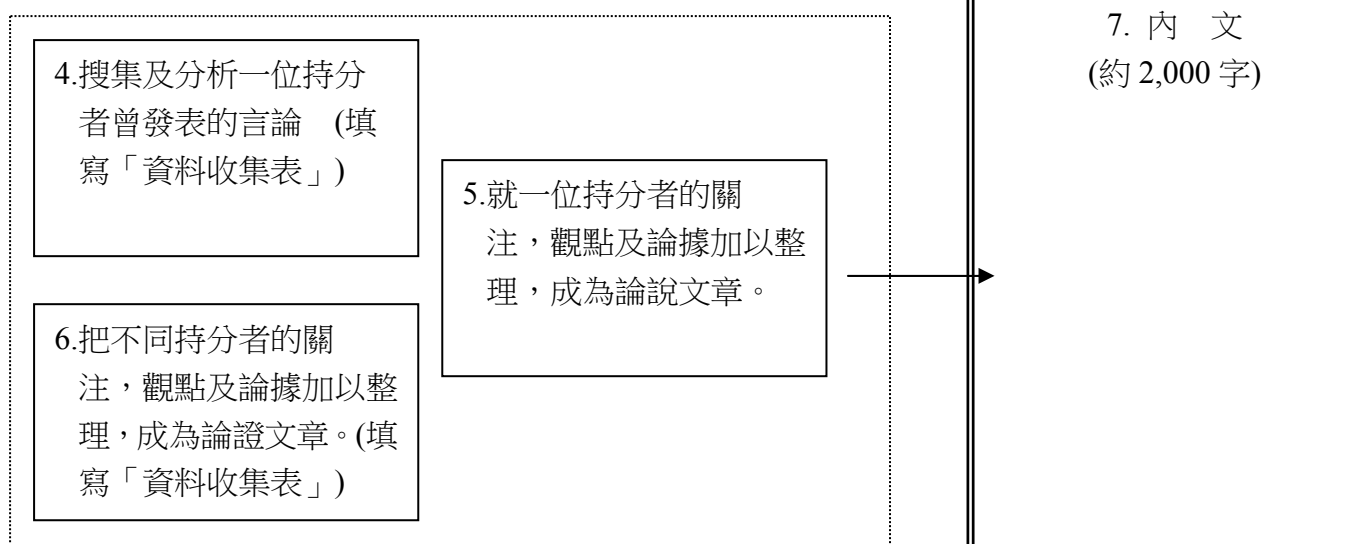 4.搜集及分析一位持分
者曾發表的言論 (填
寫「資料收集表」)
5.就一位持分者的關
注，觀點及論據加以整
理，成為論說文章。
6.把不同持分者的關
注，觀點及論據加以整
理，成為論證文章。(填
寫「資料收集表」)
7. 內 文
(約 2,000 字)